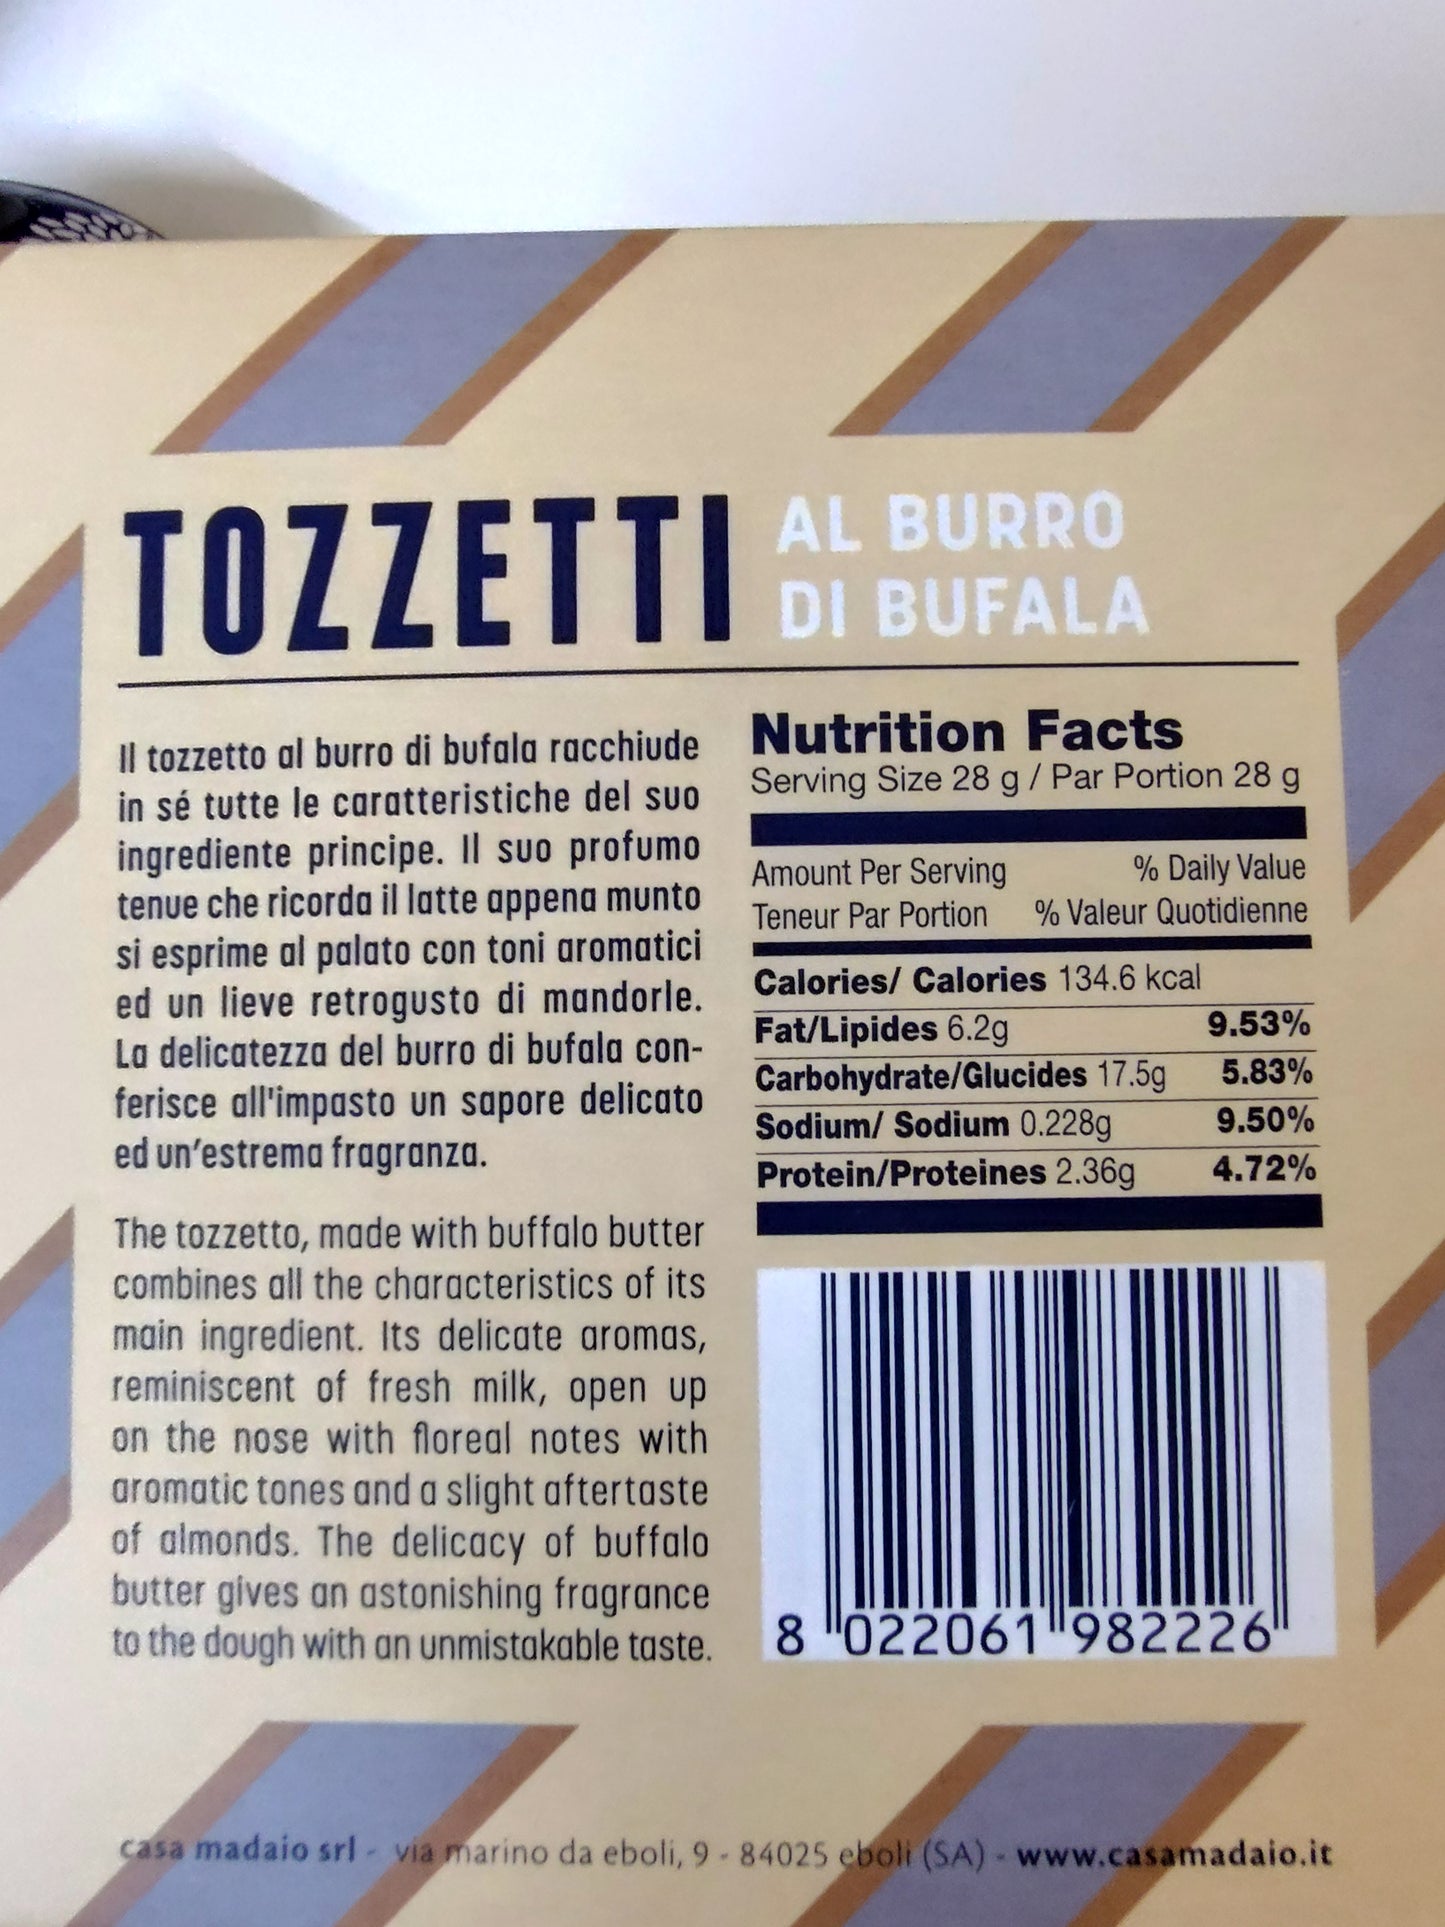 TOZZETTI AL BURRO
DI BUFALA
Il tozzetto al burro di bufala racchiude
in sé tutte le caratteristiche del suo
ingrediente principe. Il suo profumo
tenue che ricorda il latte appena munto
si esprime al palato con toni aromatici
ed un lieve retrogusto di mandorle.
La delicatezza del burro di bufala con-
ferisce all'impasto un sapore delicato
ed un’estrema fragranza.
The tozzetto, made with buffalo butter
combines all the characteristics of its
main ingredient. Its delicate aromas,
reminiscent of fresh milk, open up
on the nose with floreal notes with
aromatic tones and a slight aftertaste
of almonds. The delicacy of buffalo
butter gives an astonishing fragrance
to the dough with an unmistakable taste.
Nutrition Facts
Serving Size 28 g / Par Portion 28 g
Amount Per Serving % Daily Value
Teneur Par Portion % Valeur Quotidienne
Calories/ Calories 134.6 kcal
Fat/Lipides 6.2g 9.53%
Carbohydrate/Glucides 17.5g 5.83%
Sodium/ Sodium 0.228g 9.50%
Protein/Proteines 2.36g 4.72%
8 022061 982226
casa madaio srl - via marino da eboli, 9 - 84025 eboli (SA) - www.casamadaio.it